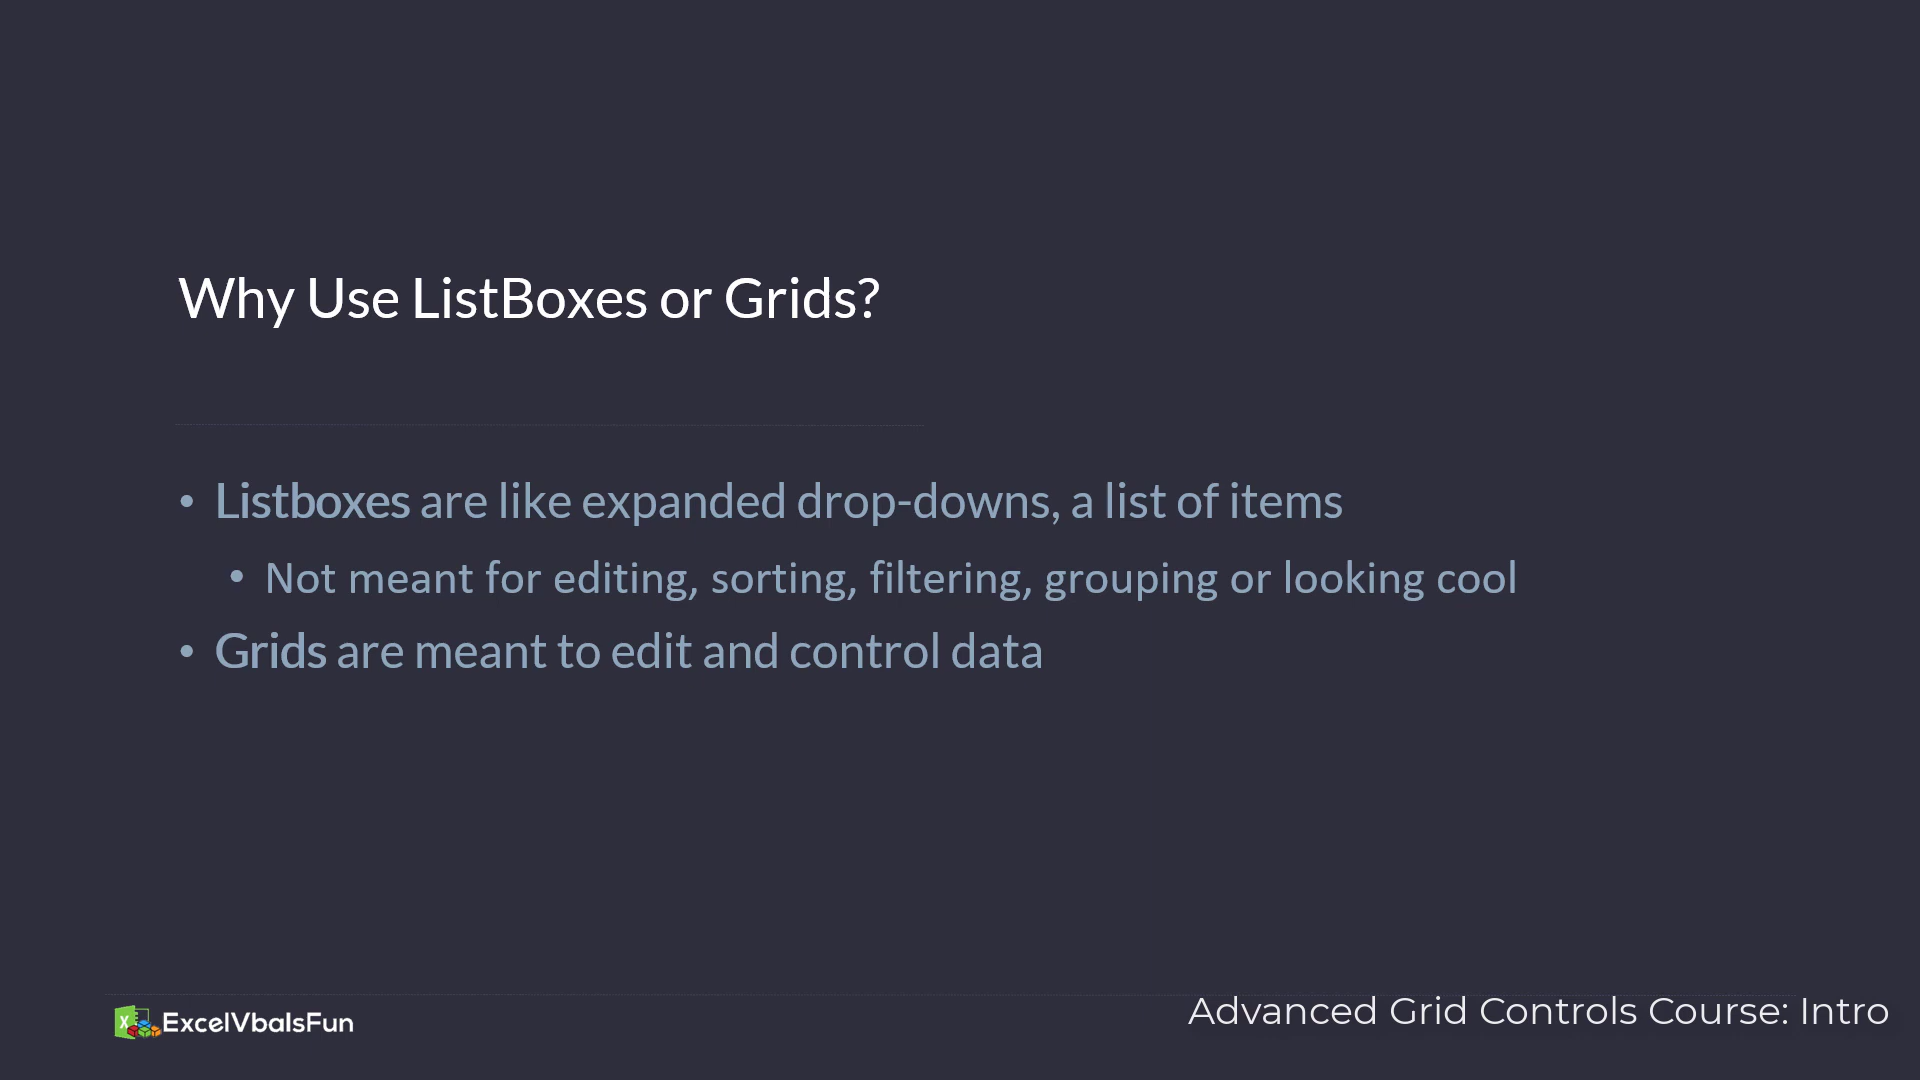 Why Use ListBoxes or Grids?
• Listboxes are like expanded drop-downs, a list of items
• Not meant for editing, sorting, filtering, grouping or looking cool
• Grids are meant to edit and control data
X ExcelVbaIsFun
Advanced Grid Controls Course: Intro